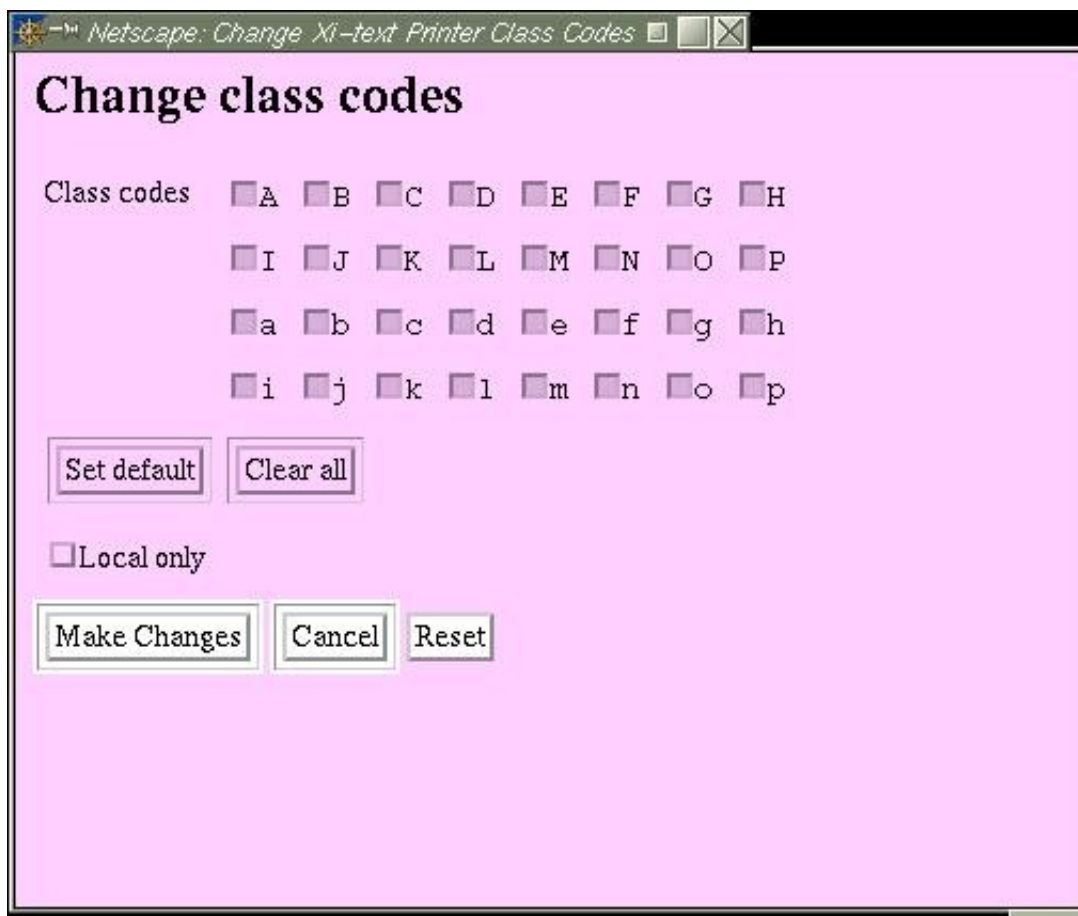 Netscape: Change Xi-text Printer Class Codes
Change class codes
Class codes A B C D E F G H
I J K L M N O P
a b c d e f g h
i j k l m n o p
Set default Clear all
Local only
Make Changes Cancel Reset